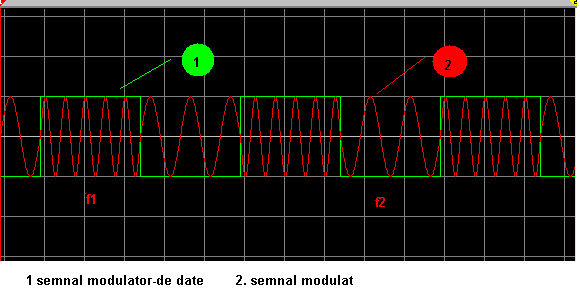 1
2
f1
f2
1 semnal modulator-de date 2. semnal modulat